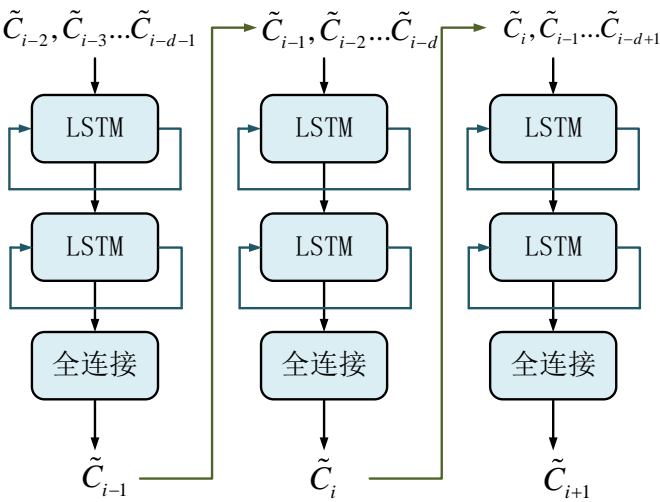 C̃ᵢ₋₂, C̃ᵢ₋₃...C̃ᵢ₋d₋₁ C̃ᵢ₋₁, C̃ᵢ₋₂...C̃ᵢ₋d C̃ᵢ, C̃ᵢ₋₁...C̃ᵢ₋d₊₁
LSTM LSTM LSTM
LSTM LSTM LSTM
全连接 全连接 全连接
C̃ᵢ₋₁ C̃ᵢ C̃ᵢ₊₁